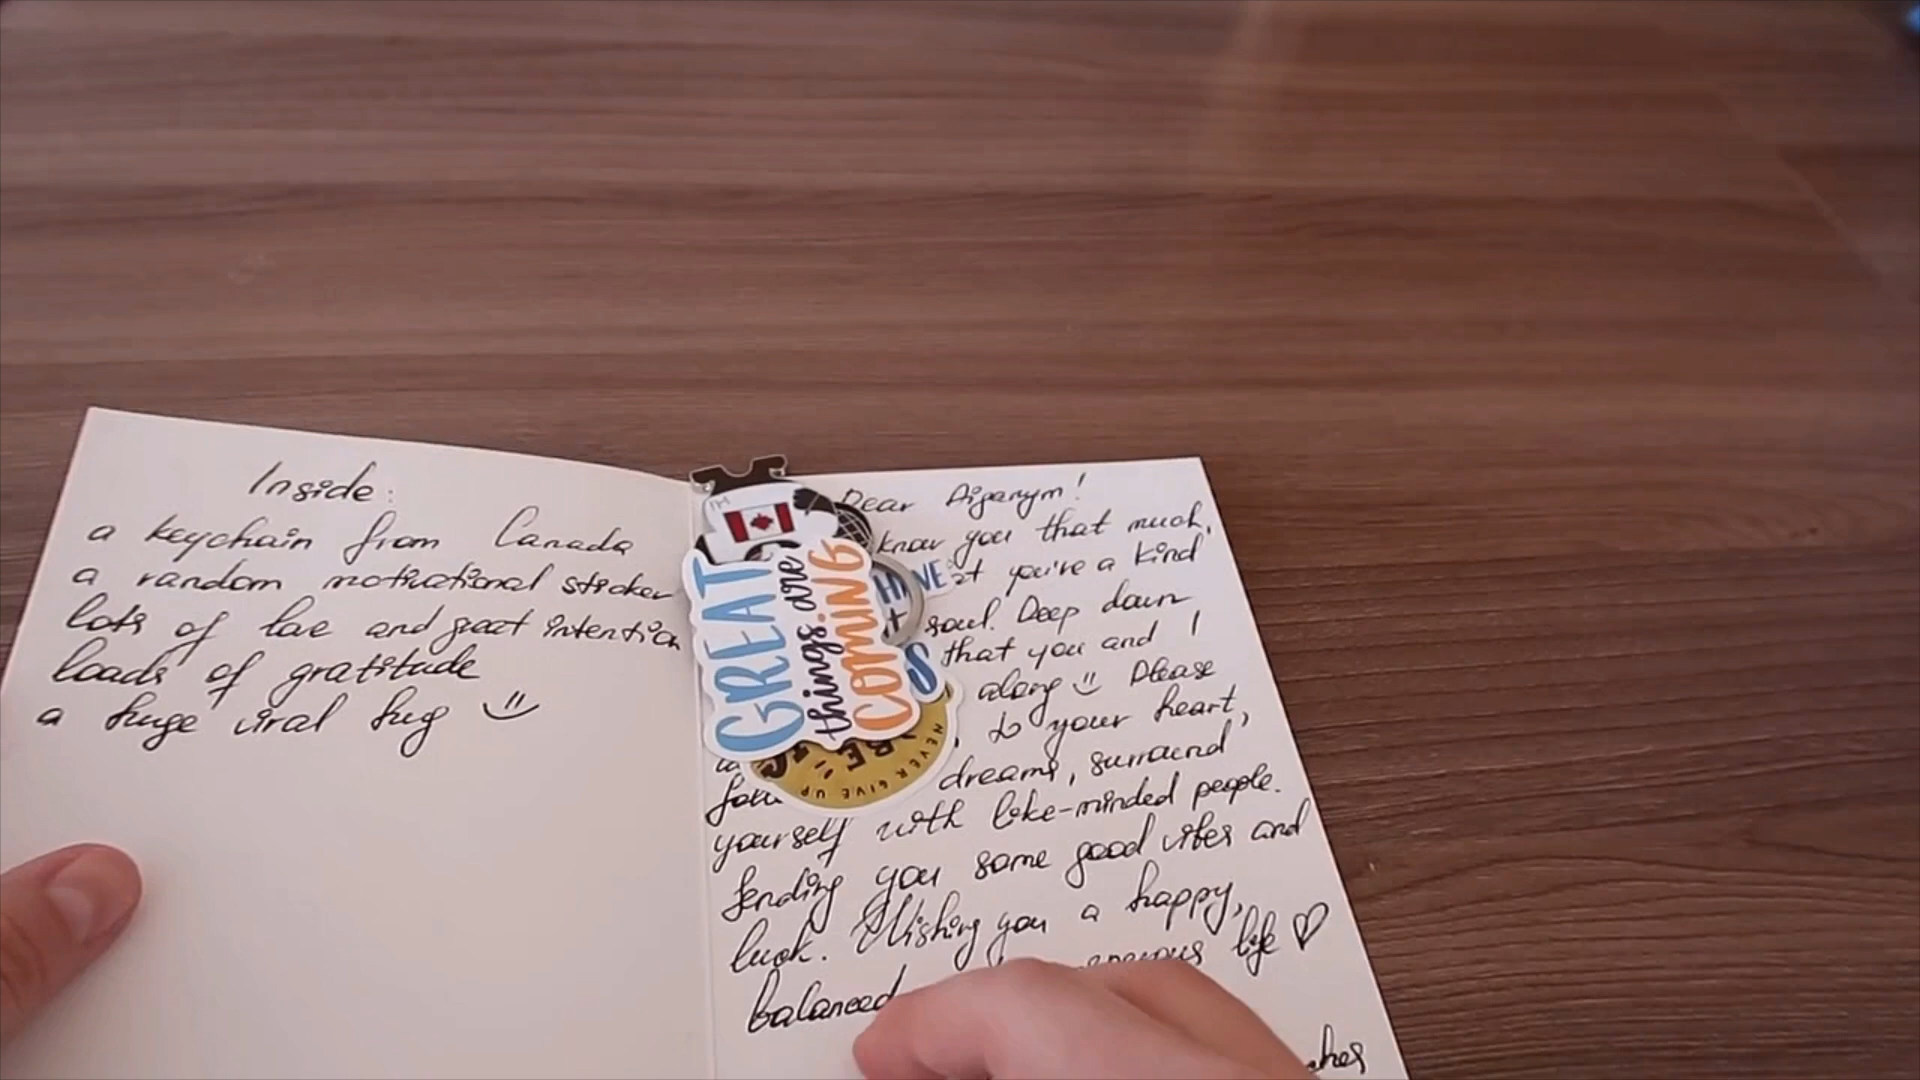 Inside:
a keychain from Canada
a random motivational sticker
lots of love and great intention
loads of gratitude
a huge viral hug
GREAT
things are
COMING
HAVE
NEVER GIVE UP
Dear Aiganym!
know you that much,
you're a kind
soul. Deep down
that you and I
along Please
to your heart,
dreams, surround
yourself with like-minded people.
Sending you some good vibes and
luck. Wishing you a happy,
balanced life